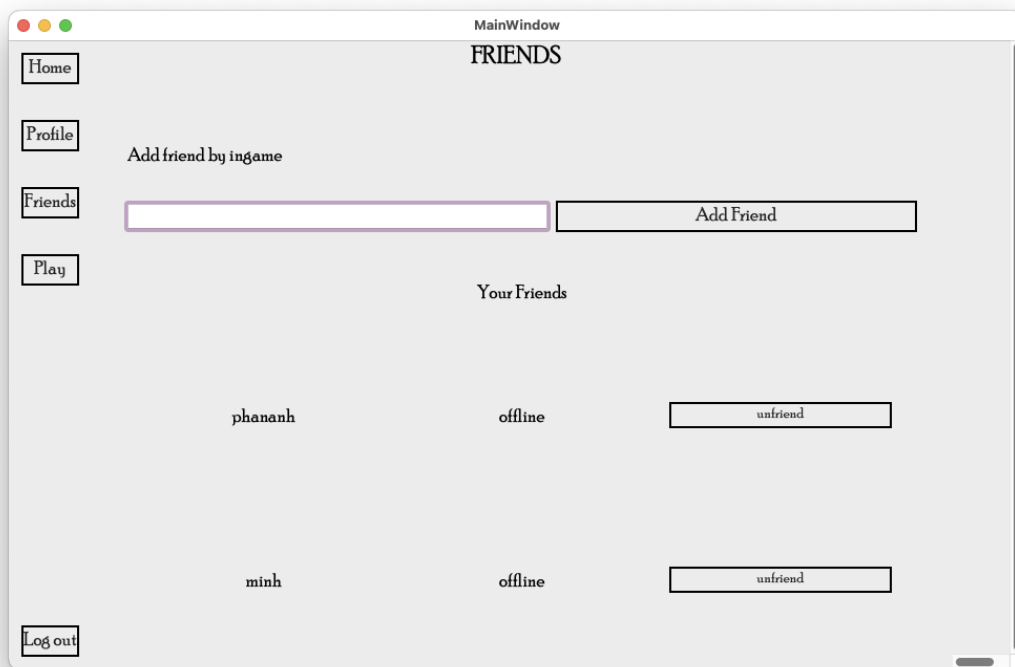 MainWindow
FRIENDS
Home
Profile
Friends
Play
Log out
Add friend by ingame
Add Friend
Your Friends
phananh offline unfriend
minh offline unfriend